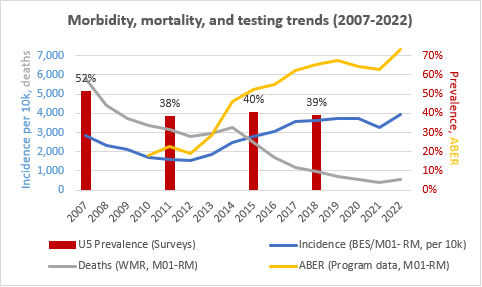 Morbidity, mortality, and testing trends (2007-2022)
Incidence per 10k, deaths
7,000
6,000
5,000
4,000
3,000
2,000
1,000
0
52%
38%
40%
39%
70%
60%
50%
40%
30%
20%
10%
0%
Prevalence, ABER
2007 2008 2009 2010 2011 2012 2013 2014 2015 2016 2017 2018 2019 2020 2021 2022
U5 Prevalence (Surveys)
Incidence (BES/M01- RM, per 10k)
Deaths (WMR, M01-RM)
ABER (Program data, M01-RM)